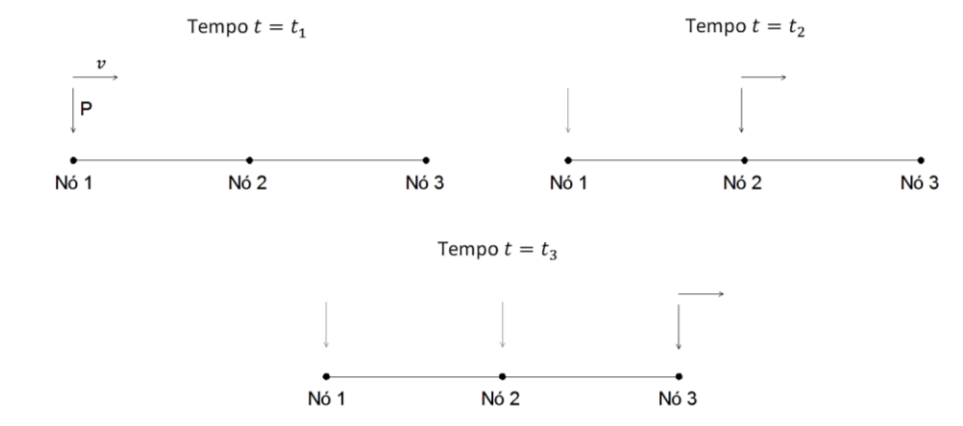 Tempo t = t₁
v
P
Nó 1 Nó 2 Nó 3
Tempo t = t₂
Nó 1 Nó 2 Nó 3
Tempo t = t₃
Nó 1 Nó 2 Nó 3